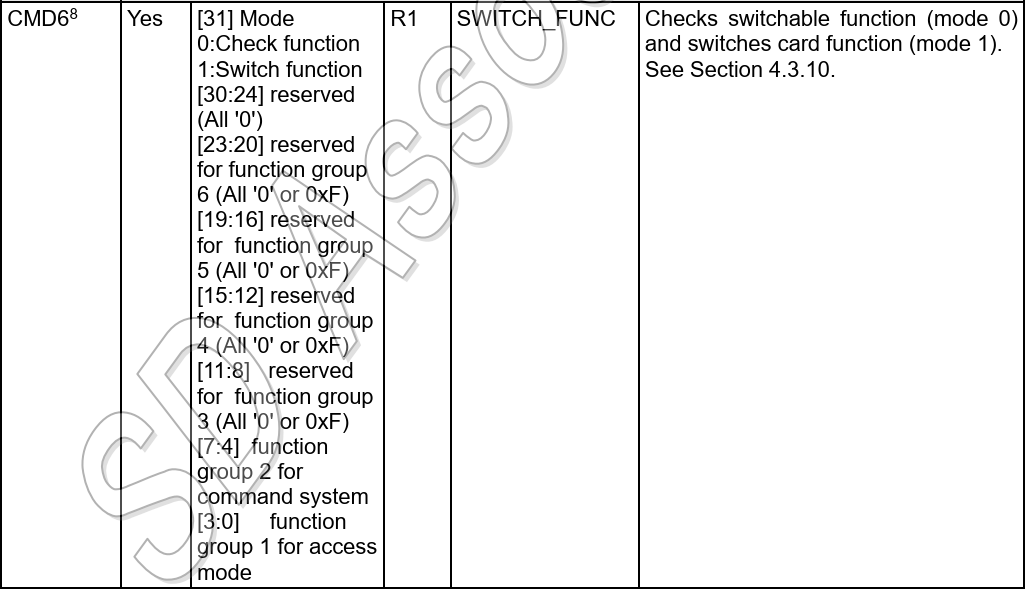 CMD6⁸ Yes [31] Mode R1 SWITCH_FUNC Checks switchable function (mode 0)
0:Check function and switches card function (mode 1).
1:Switch function See Section 4.3.10.
[30:24] reserved
(All '0')
[23:20] reserved
for function group
6 (All '0' or 0xF)
[19:16] reserved
for function group
5 (All '0' or 0xF)
[15:12] reserved
for function group
4 (All '0' or 0xF)
[11:8] reserved
for function group
3 (All '0' or 0xF)
[7:4] function
group 2 for
command system
[3:0] function
group 1 for access
mode
SD Asso